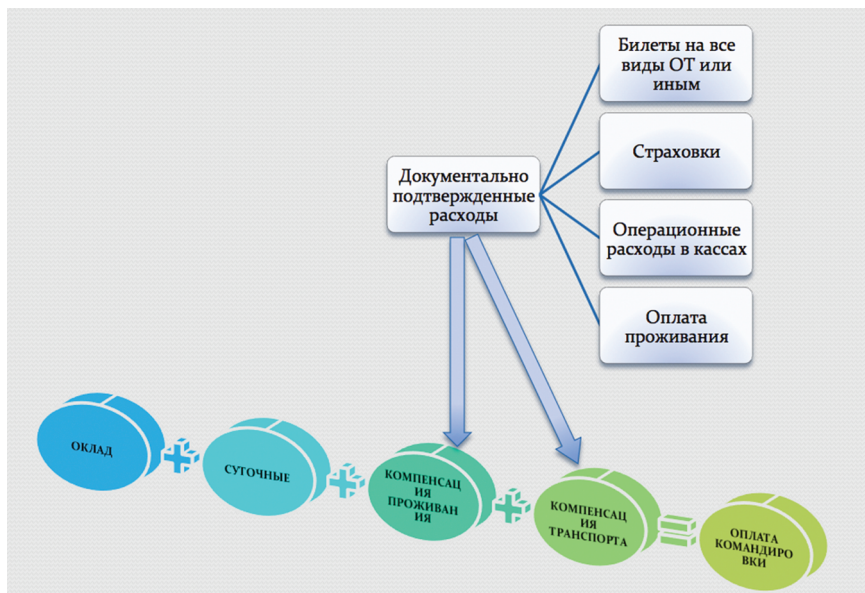 Билеты на все
виды ОТ или
иным
Страховки
Документально
подтвержденные
расходы
Операционные
расходы в кассах
Оплата
проживания
ОКЛАД
СУТОЧНЫЕ
КОМПЕНСАЦ
ИЯ
ПРОЖИВАН
ИЯ
КОМПЕНСАЦ
ИЯ
ТРАНСПОРТА
ОПЛАТА
КОМАНДИРО
ВКИ